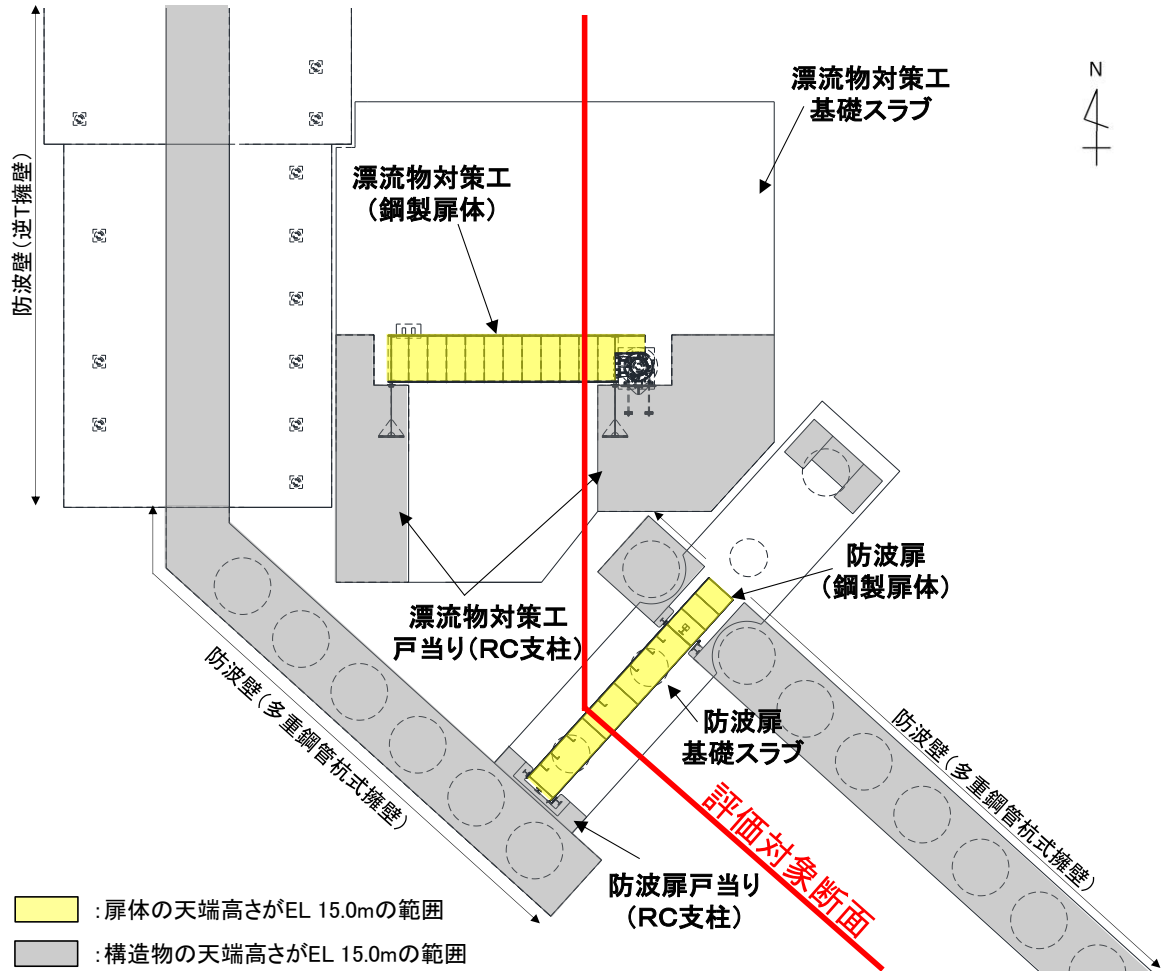 N
漂流物対策工
基礎スラブ
漂流物対策工
（鋼製扉体）
防波壁（逆T擁壁）
防波扉
（鋼製扉体）
漂流物対策工
戸当り（RC支柱）
防波壁（多重鋼管杭式擁壁）
防波扉
基礎スラブ
防波壁（多重鋼管杭式擁壁）
評価対象断面
防波扉戸当り
（RC支柱）
：扉体の天端高さがEL 15.0mの範囲
：構造物の天端高さがEL 15.0mの範囲